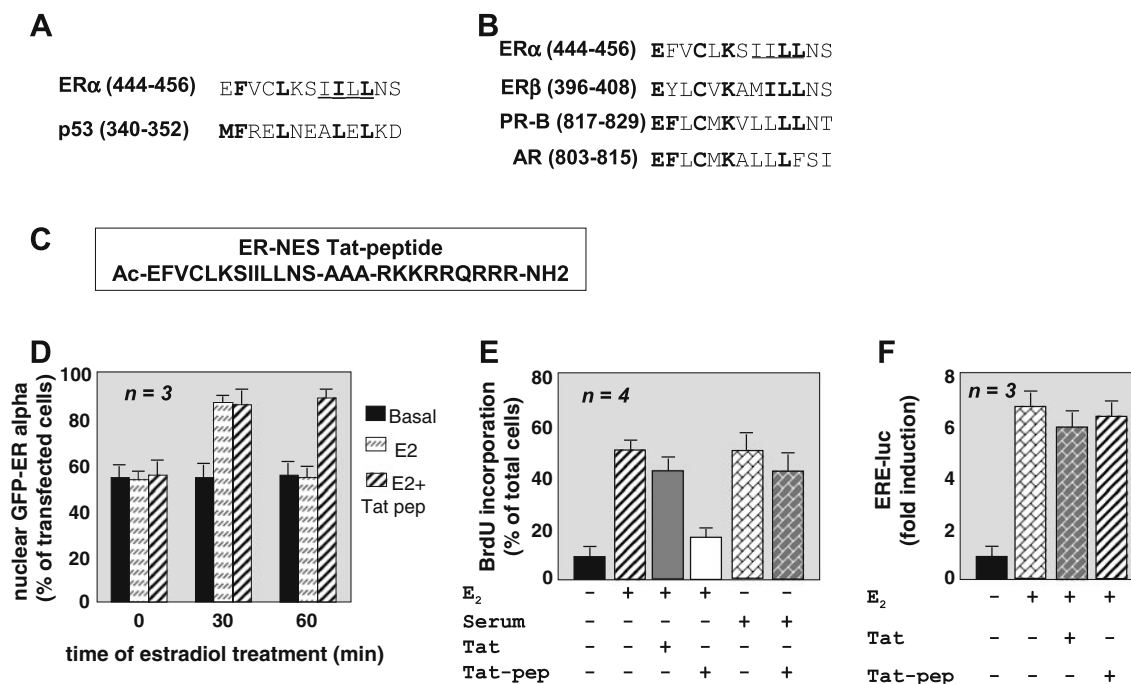 A
ERα (444-456) EFVCLKSIILLNS
p53 (340-352) MFRELNEALELKD
B
ERα (444-456) EFVCLKSIILLNS
ERβ (396-408) EYLCVKAMILLNS
PR-B (817-829) EFLCMKVLLLLNT
AR (803-815) EFLCMKALLLFSI
C
ER-NES Tat-peptide
Ac-EFVCLKSIILLNS-AAA-RKKRRQRRR-NH2
D
nuclear GFP-ER alpha
(% of transfected cells)
100
80
60
40
20
0
n = 3
0 30 60
time of estradiol treatment (min)
Basal
E2
E2+
Tat pep
E
BrdU incorporation
(% of total cells)
80
60
40
20
0
n = 4
E2 - + + + - -
Serum - - - - + +
Tat - - + - - -
Tat-pep - - - + - +
F
ERE-luc
(fold induction)
8
6
4
2
0
n = 3
E2 - + + +
Tat - - + -
Tat-pep - - - +